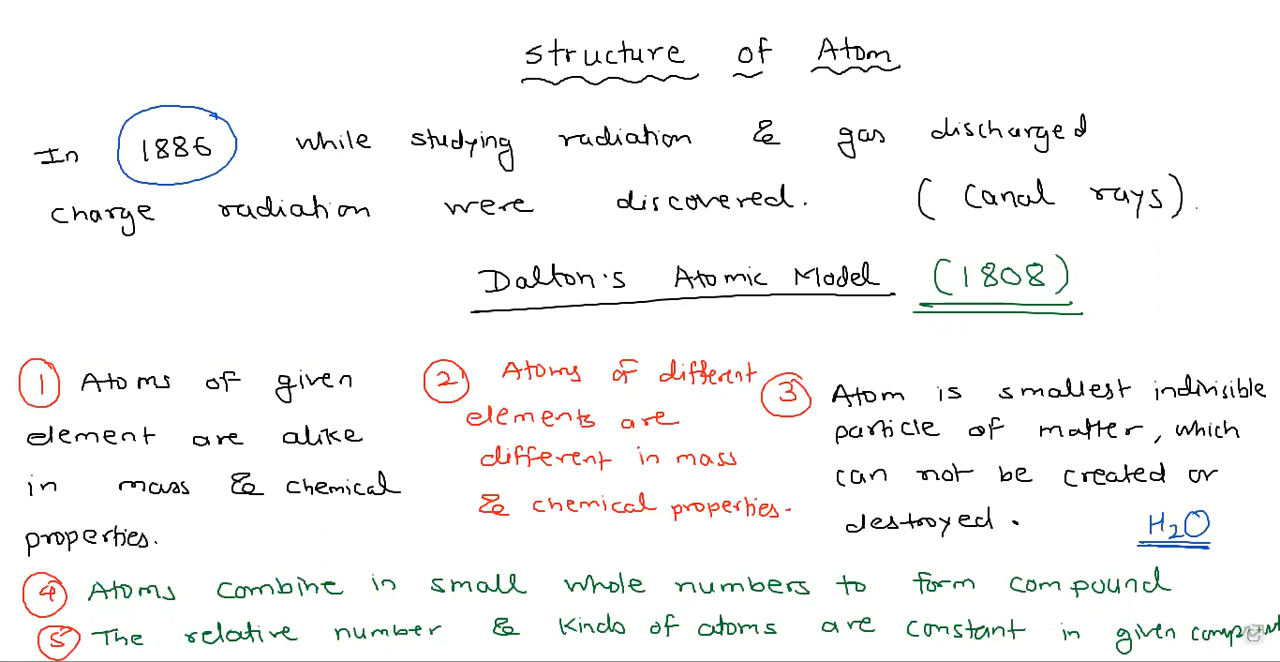 Structure of Atom
In 1886 while studying radiation & gas discharged
charge radiation were discovered. (Canal rays).
Dalton's Atomic Model (1808)
① Atoms of given
element are alike
in mass & chemical
properties.
② Atoms of different
elements are
different in mass
& chemical properties.
③ Atom is smallest indivisible
particle of matter, which
can not be created or
destroyed.
H₂O
④ Atoms combine in small whole numbers to form compound
⑤ The relative number & kinds of atoms are constant in given